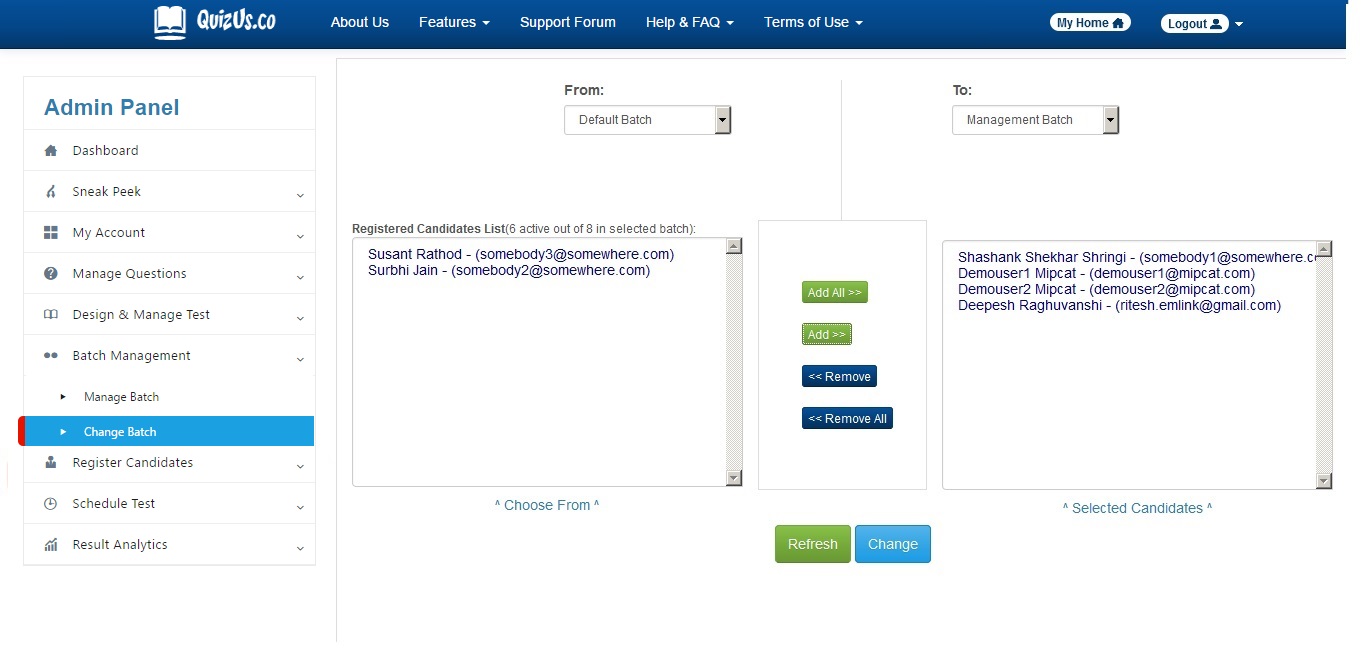 QuizUs.co
About Us Features Support Forum Help & FAQ Terms of Use My Home Logout
Admin Panel
Dashboard
Sneak Peek
My Account
Manage Questions
Design & Manage Test
Batch Management
Manage Batch
Change Batch
Register Candidates
Schedule Test
Result Analytics
From:
Default Batch
To:
Management Batch
Registered Candidates List(6 active out of 8 in selected batch):
Susant Rathod - (somebody3@somewhere.com)
Surbhi Jain - (somebody2@somewhere.com)
^ Choose From ^
Add All >>
Add >>
<< Remove
<< Remove All
Shashank Shekhar Shringi - (somebody1@somewhere.c
Demouser1 Mipcat - (demouser1@mipcat.com)
Demouser2 Mipcat - (demouser2@mipcat.com)
Deepesh Raghuvanshi - (ritesh.emlink@gmail.com)
^ Selected Candidates ^
Refresh Change